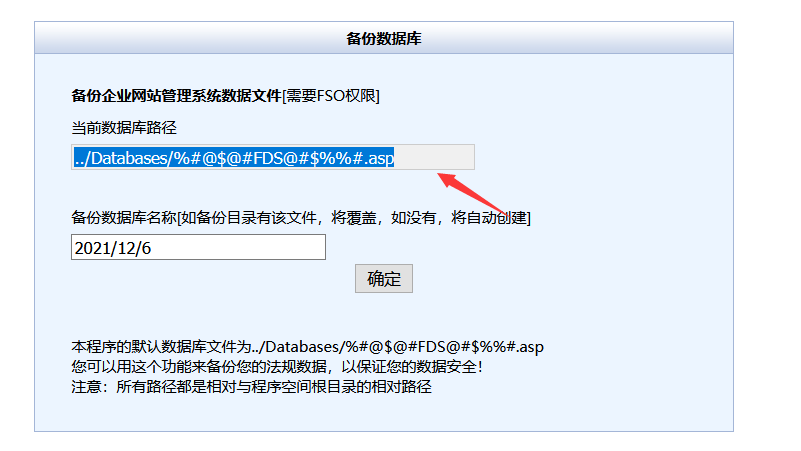 备份数据库
备份企业网站管理系统数据文件[需要FSO权限]
当前数据库路径
../Databases/%#@$@#FDS@#$%%#.asp
备份数据库名称[如备份目录有该文件，将覆盖，如没有，将自动创建]
2021/12/6
确定
本程序的默认数据库文件为../Databases/%#@$@#FDS@#$%%#.asp
您可以用这个功能来备份您的法规数据，以保证您的数据安全！
注意：所有路径都是相对与程序空间根目录的相对路径